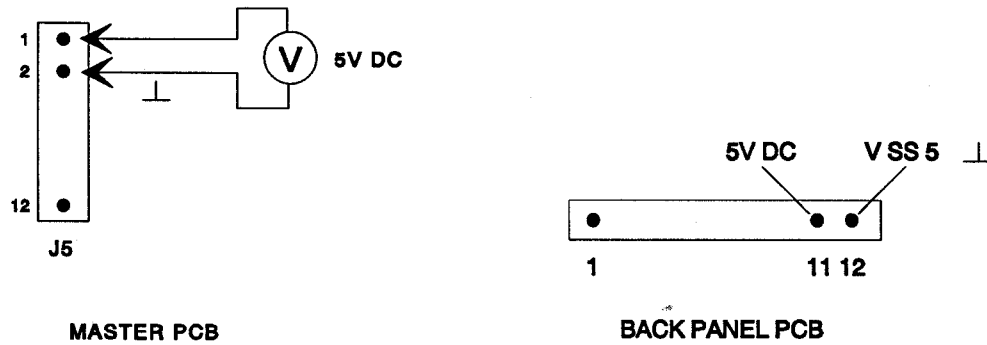 1
2
V
5V DC
12
J5
MASTER PCB
5V DC
V SS 5
1
11 12
BACK PANEL PCB